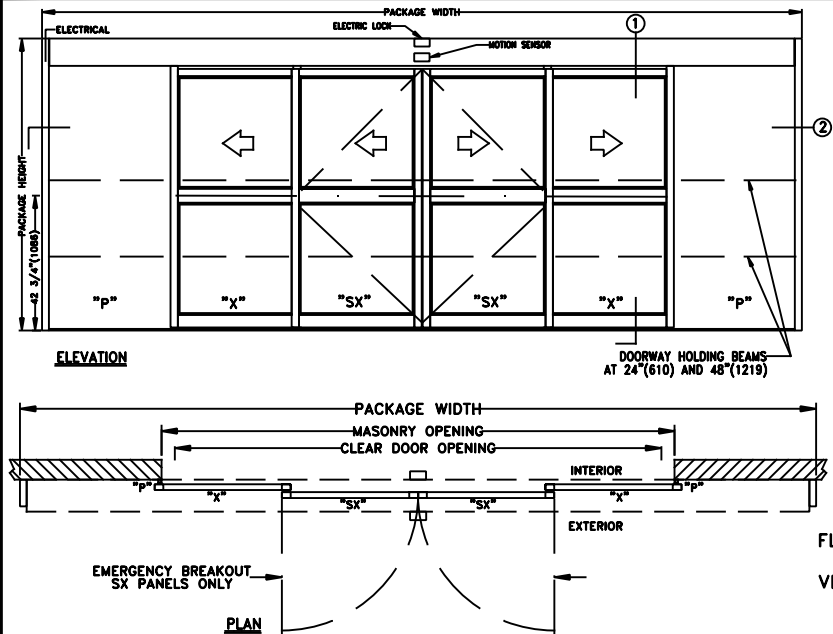 PACKAGE WIDTH
ELECTRICAL
ELECTRIC LOCK
MOTION SENSOR
1
2
PACKAGE HEIGHT
42 3/4"(1086)
"P"
"X"
"SX"
"SX"
"X"
"P"
ELEVATION
DOORWAY HOLDING BEAMS
AT 24"(610) AND 48"(1219)
PACKAGE WIDTH
MASONRY OPENING
CLEAR DOOR OPENING
INTERIOR
"P"
"X"
"SX"
"SX"
"X"
"P"
EXTERIOR
FL
EMERGENCY BREAKOUT
SX PANELS ONLY
VE
PLAN